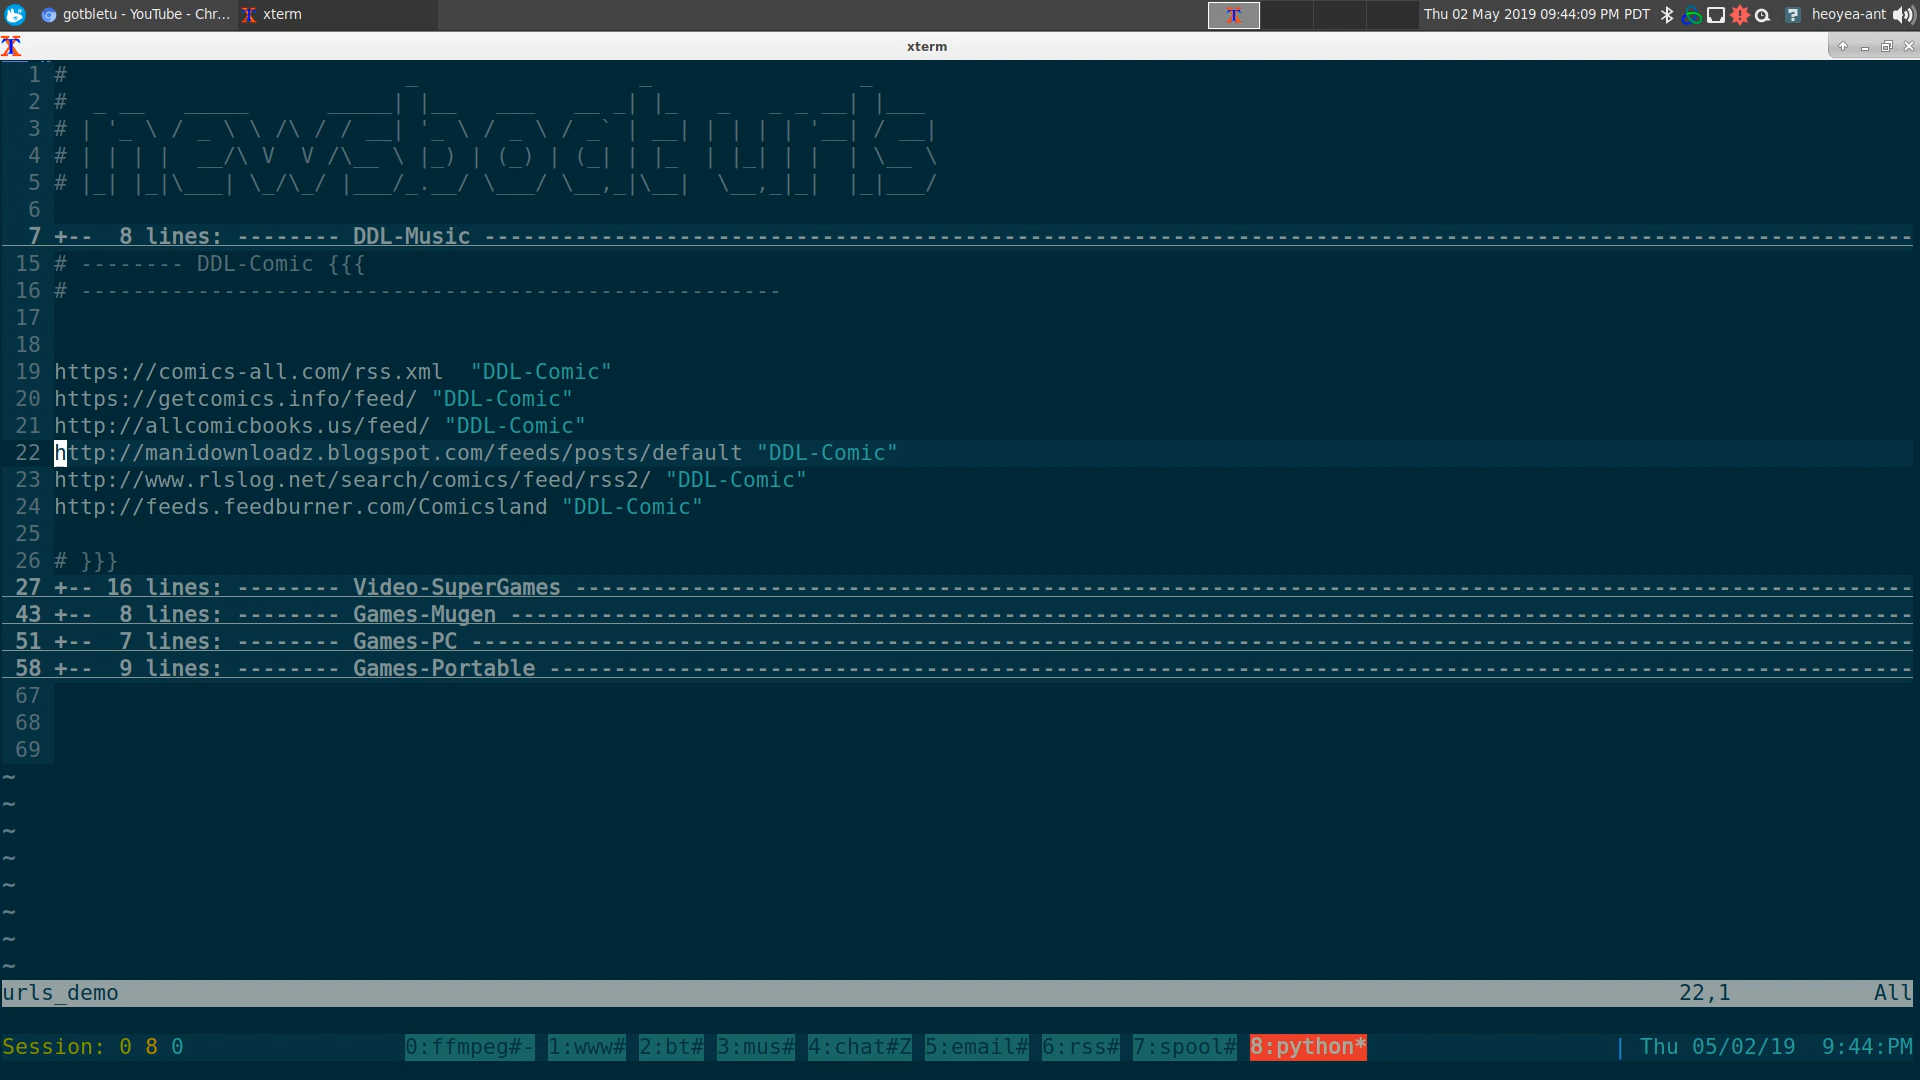 gotbletu - YouTube - Chr... xterm Thu 02 May 2019 09:44:09 PM PDT heoyea-ant
xterm
1 #
2 #
3 #
4 #
5 #
newsboat urls
6
7 +--  8 lines: -------- DDL-Music --------------------------------------------------------------------------------------------------------------
15 # -------- DDL-Comic {{{
16 # ------------------------------------------------------
17
18
19 https://comics-all.com/rss.xml  "DDL-Comic"
20 https://getcomics.info/feed/ "DDL-Comic"
21 http://allcomicbooks.us/feed/ "DDL-Comic"
22 http://manidownloadz.blogspot.com/feeds/posts/default "DDL-Comic"
23 http://www.rlslog.net/search/comics/feed/rss2/ "DDL-Comic"
24 http://feeds.feedburner.com/Comicsland "DDL-Comic"
25
26 # }}}
27 +-- 16 lines: -------- Video-SuperGames -------------------------------------------------------------------------------------------------------
43 +--  8 lines: -------- Games-Mugen ------------------------------------------------------------------------------------------------------------
51 +--  7 lines: -------- Games-PC ---------------------------------------------------------------------------------------------------------------
58 +--  9 lines: -------- Games-Portable ---------------------------------------------------------------------------------------------------------
67
68
69
~
~
~
~
~
~
~
~
urls_demo 22,1 All
Session: 0 8 0 0:ffmpeg#- 1:www# 2:bt# 3:mus# 4:chat#Z 5:email# 6:rss# 7:spool# 8:python* | Thu 05/02/19  9:44:PM